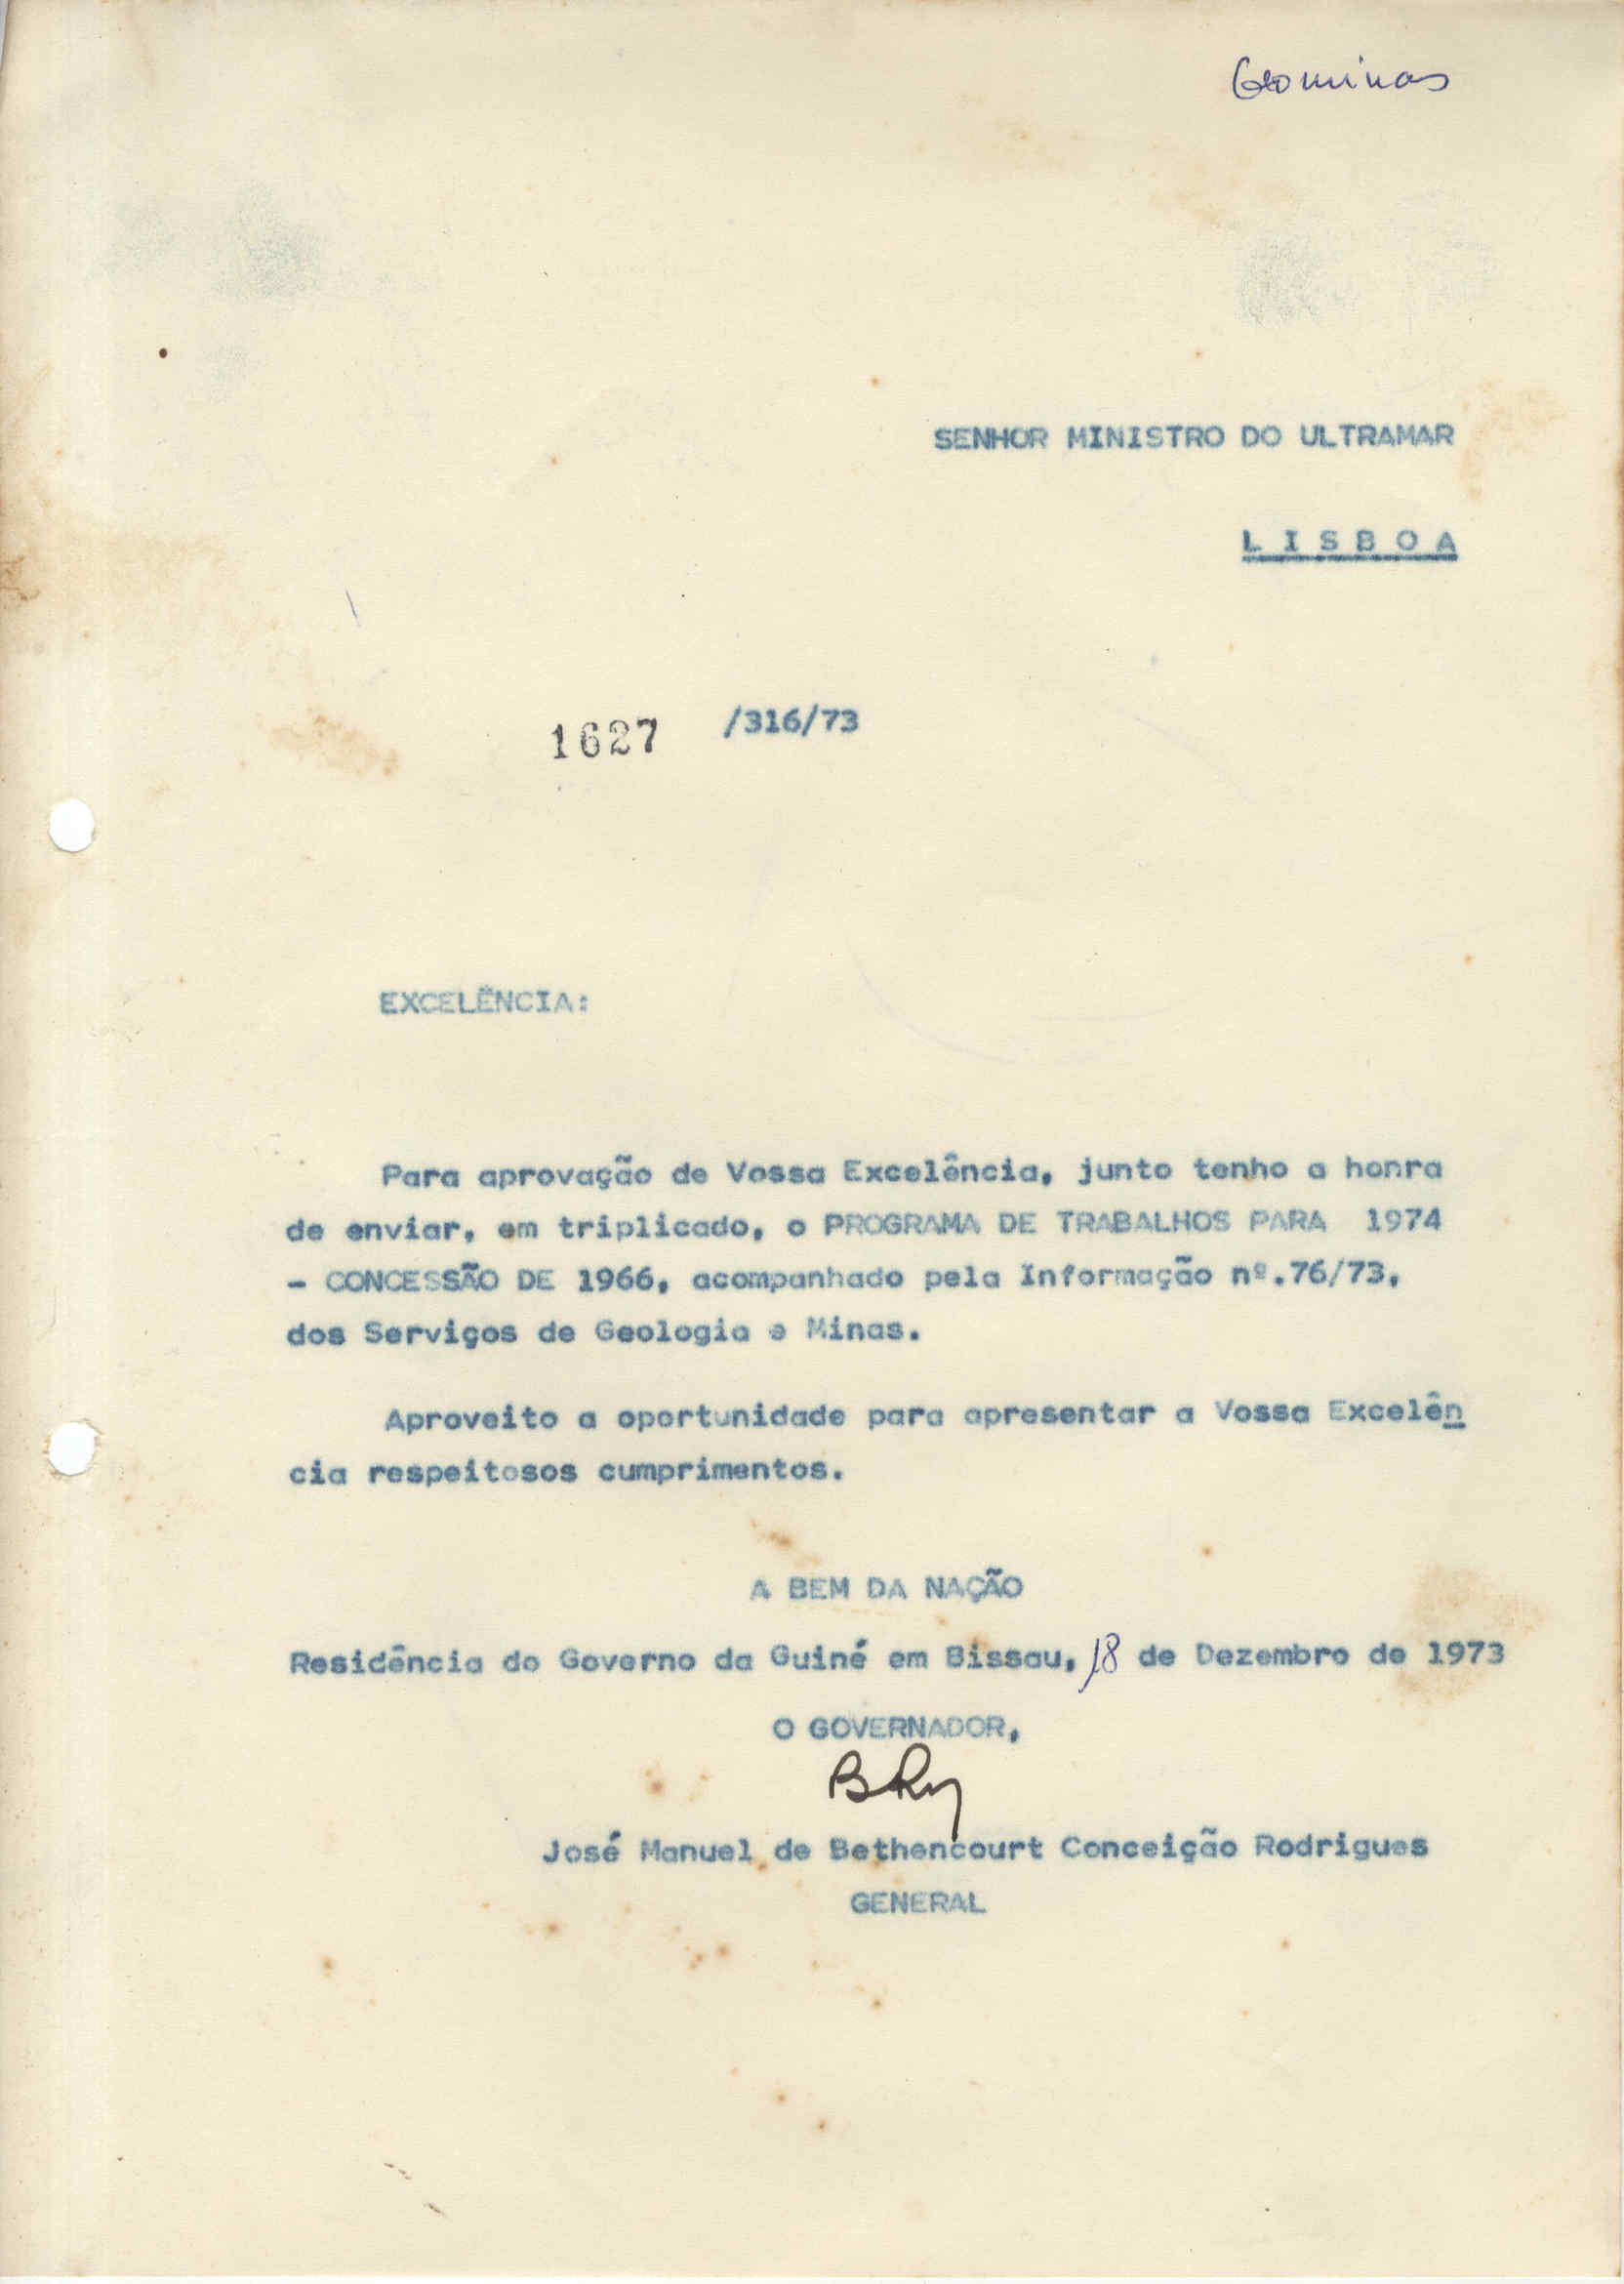 Geominas
SENHOR MINISTRO DO ULTRAMAR
L I S B O A
1627 /316/73
EXCELÊNCIA:
Para aprovação de Vossa Excelência, junto tenho a honra
de enviar, em triplicado, o PROGRAMA DE TRABALHOS PARA 1974
- CONCESSÃO DE 1966, acompanhado pela Informação nº.76/73,
dos Serviços de Geologia e Minas.
Aproveito a oportunidade para apresentar a Vossa Excelên
cia respeitosos cumprimentos.
A BEM DA NAÇÃO
Residência do Governo da Guiné em Bissau, 18 de Dezembro de 1973
O GOVERNADOR,
José Manuel de Bethencourt Conceição Rodrigues
GENERAL